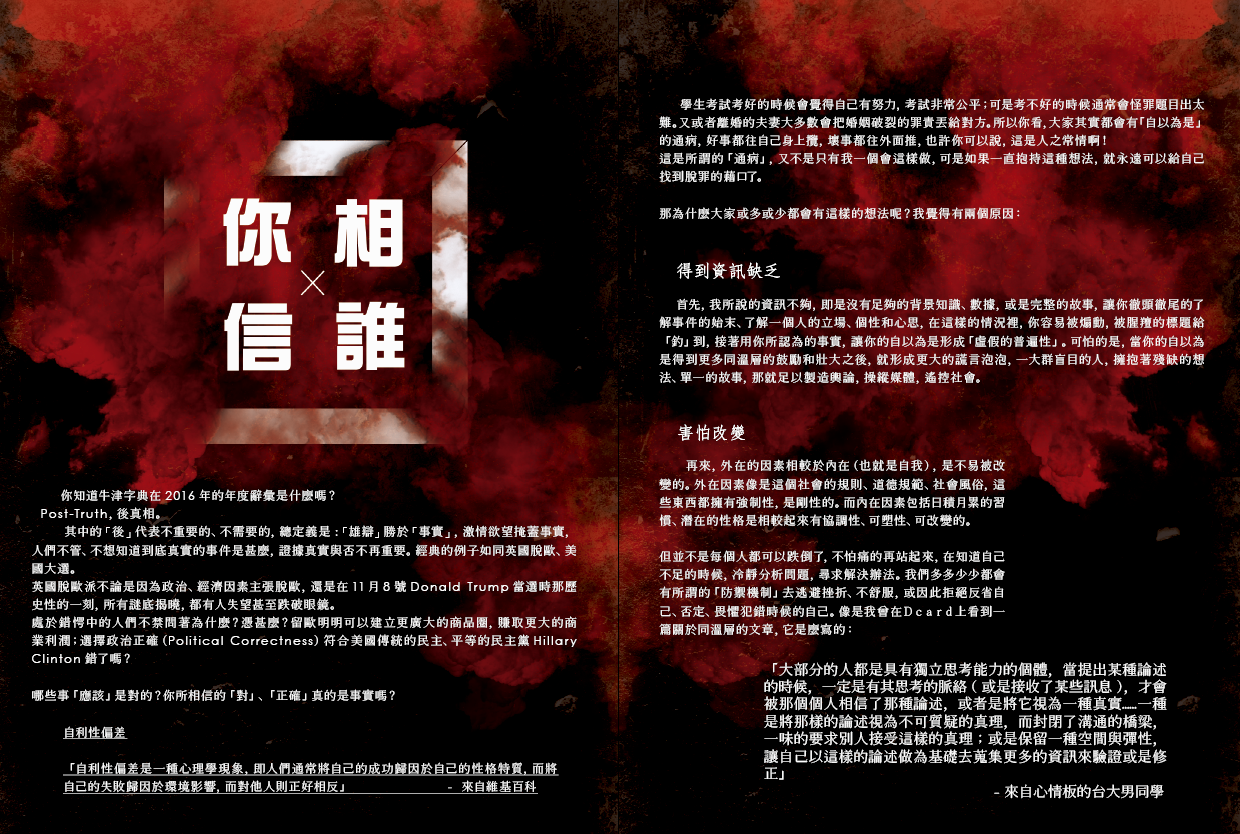 你 相
×
信 誰
你知道牛津字典在 2016 年的年度辭彙是什麼嗎？
Post-Truth，後真相。
其中的「後」代表不重要的、不需要的，總定義是：「雄辯」勝於「事實」，激情欲望掩蓋事實，
人們不管、不想知道到底真實的事件是甚麼，證據真實與否不再重要。經典的例子如同英國脫歐、美
國大選。
英國脫歐派不論是因為政治、經濟因素主張脫歐，還是在 11 月 8 號 Donald Trump 當選時那歷
史性的一刻，所有謎底揭曉，都有人失望甚至跌破眼鏡。
處於錯愕中的人們不禁問著為什麼？憑甚麼？留歐明明可以建立更廣大的商品圈，賺取更大的商
業利潤；選擇政治正確（Political Correctness）符合美國傳統的民主、平等的民主黨 Hillary
Clinton 錯了嗎？
哪些事「應該」是對的？你所相信的「對」、「正確」真的是事實嗎？
自利性偏差
「自利性偏差是一種心理學現象，即人們通常將自己的成功歸因於自己的性格特質，而將
自己的失敗歸因於環境影響，而對他人則正好相反」 - 來自維基百科
學生考試考好的時候會覺得自己有努力，考試非常公平；可是考不好的時候通常會怪罪題目出太
難。又或者離婚的夫妻大多數會把婚姻破裂的罪責丟給對方。所以你看，大家其實都會有「自以為是」
的通病，好事都往自己身上攬，壞事都往外面推，也許你可以說，這是人之常情啊！
這是所謂的「通病」，又不是只有我一個會這樣做，可是如果一直抱持這種想法，就永遠可以給自己
找到脫罪的藉口了。
那為什麼大家或多或少都會有這樣的想法呢？我覺得有兩個原因：
得到資訊缺乏
首先，我所說的資訊不夠，即是沒有足夠的背景知識、數據，或是完整的故事，讓你徹頭徹尾的了
解事件的始末、了解一個人的立場、個性和心思，在這樣的情況裡，你容易被煽動，被腥羶的標題給
「釣」到，接著用你所認為的事實，讓你的自以為是形成「虛假的普遍性」。可怕的是，當你的自以為
是得到更多同溫層的鼓勵和壯大之後，就形成更大的謊言泡泡，一大群盲目的人，擁抱著殘缺的想
法、單一的故事，那就足以製造輿論，操縱媒體，遙控社會。
害怕改變
再來，外在的因素相較於內在（也就是自我），是不易被改
變的。外在因素像是這個社會的規則、道德規範、社會風俗，這
些東西都擁有強制性，是剛性的。而內在因素包括日積月累的習
慣、潛在的性格是相較起來有協調性、可塑性、可改變的。
但並不是每個人都可以跌倒了，不怕痛的再站起來，在知道自己
不足的時候，冷靜分析問題，尋求解決辦法。我們多多少少都會
有所謂的「防禦機制」去逃避挫折、不舒服，或因此拒絕反省自
己、否定、畏懼犯錯時候的自己。像是我曾在Dcard上看到一
篇關於同溫層的文章，它是麼寫的：
「大部分的人都是具有獨立思考能力的個體，當提出某種論述
的時候，一定是有其思考的脈絡（或是接收了某些訊息），才會
被那個個人相信了那種論述，或者是將它視為一種真實……一種
是將那樣的論述視為不可質疑的真理，而封閉了溝通的橋梁，
一味的要求別人接受這樣的真理；或是保留一種空間與彈性，
讓自己以這樣的論述做為基礎去蒐集更多的資訊來驗證或是修
正」
- 來自心情板的台大男同學